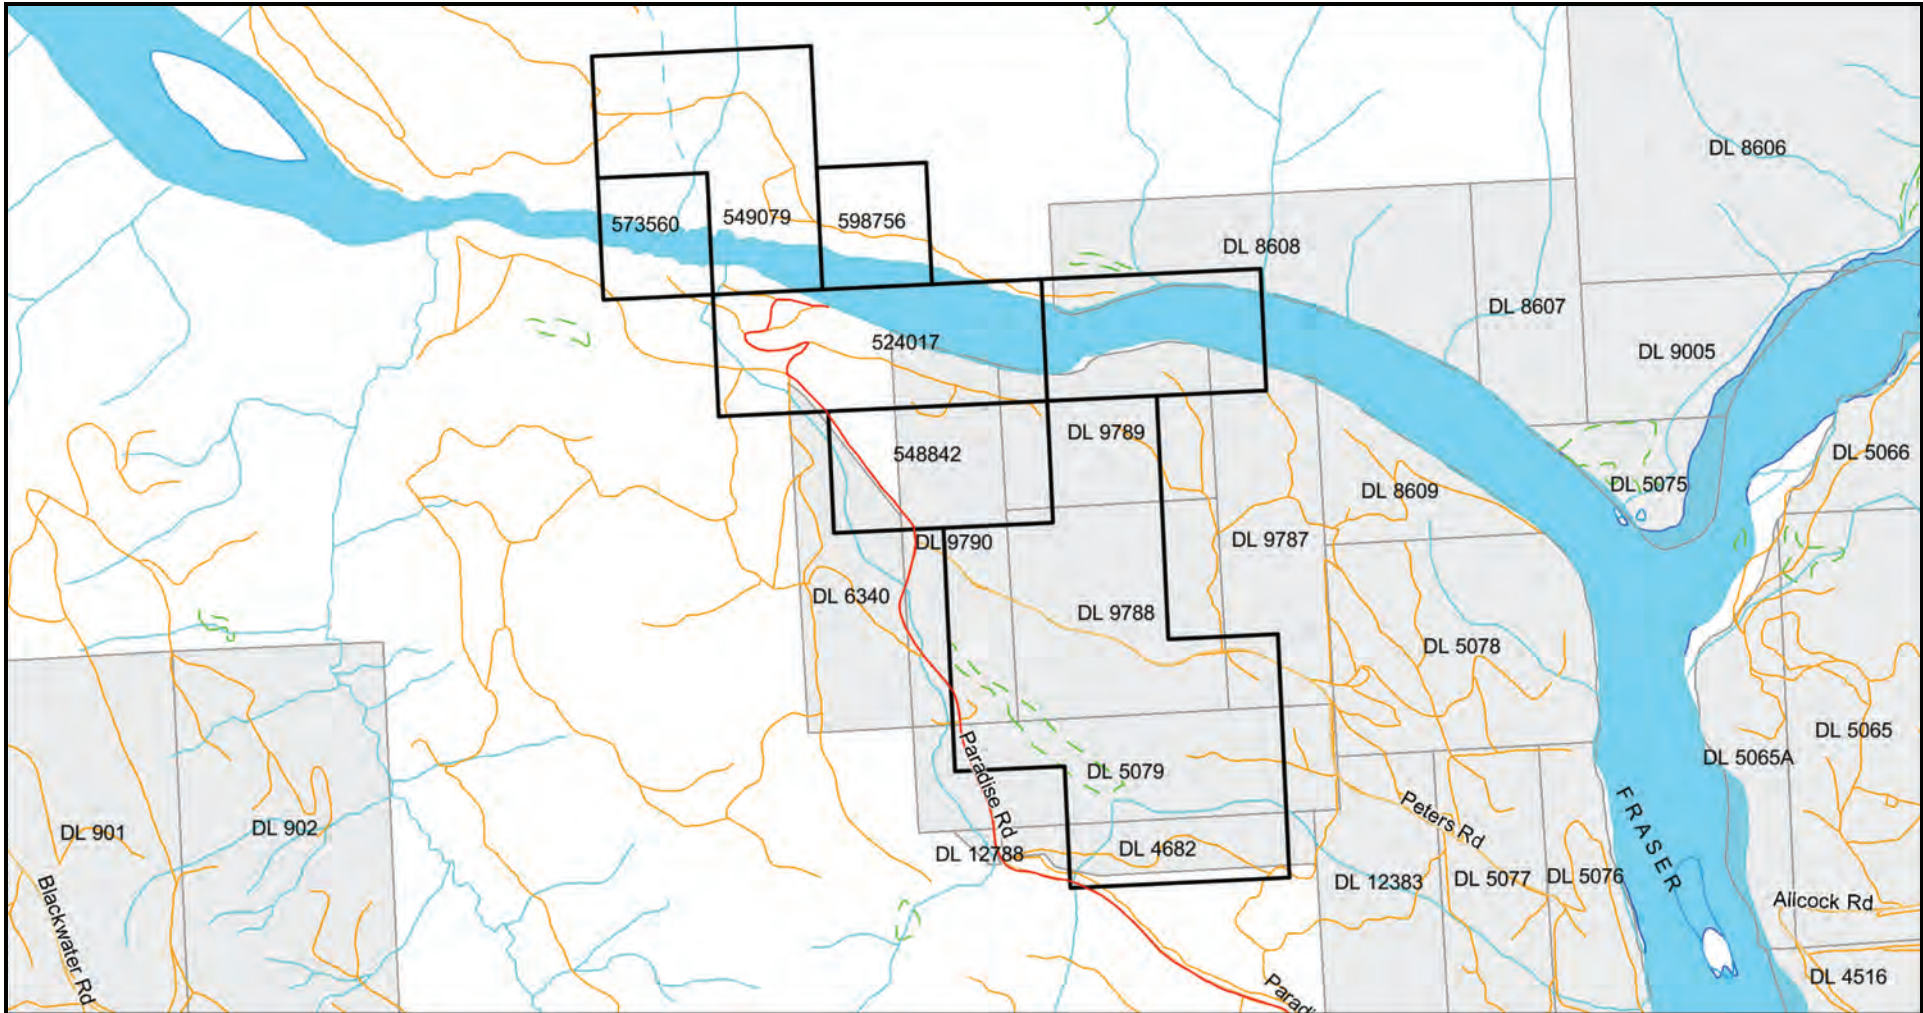 DL 8606
573560
549079
598756
DL 8608
DL 8607
524017
DL 9005
DL 9789
548842
DL 5066
DL 8609
DL 5075
DL 9790
DL 9787
DL 6340
DL 9788
DL 5078
DL 5065
DL 5065A
DL 5079
Paradise Rd
Peters Rd
FRASER
DL 901
DL 902
DL 12788
DL 4682
DL 12383
DL 5077
DL 5076
Ailcock Rd
Blackwater Rd
DL 4516
Paradi